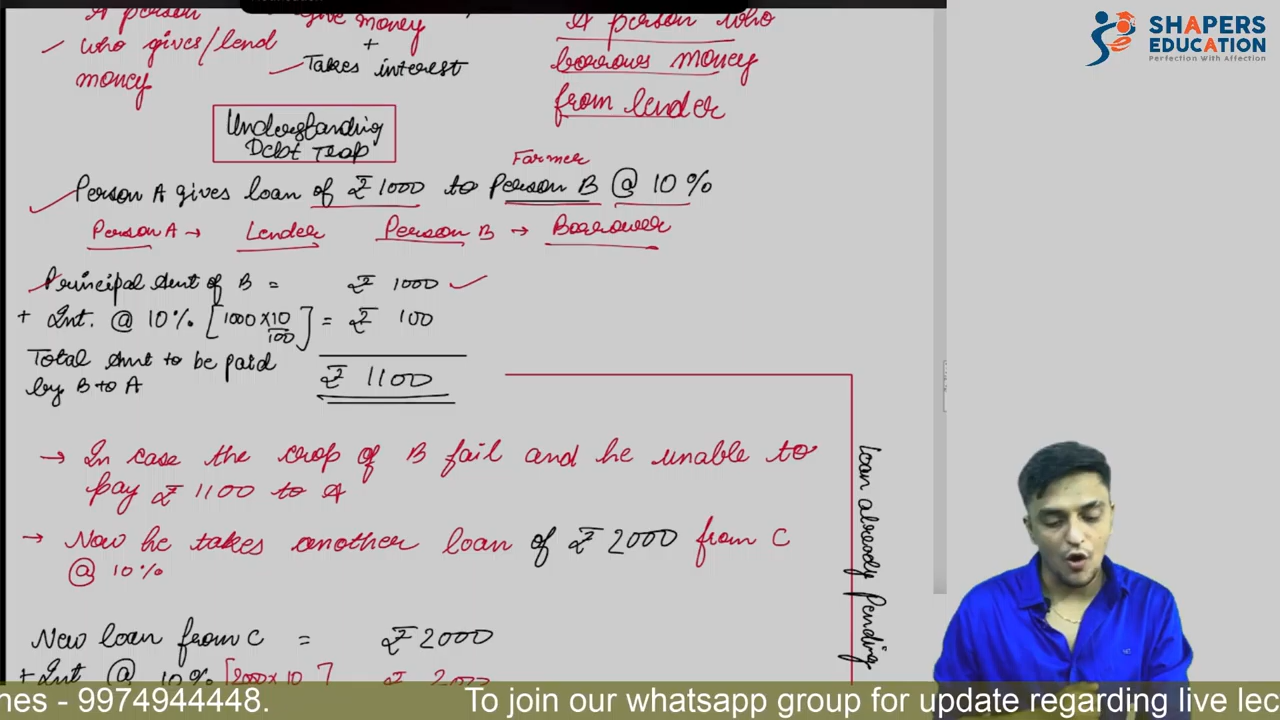 A person
give money
A person who
who gives/lend
+
borrows money
money
Takes interest
from lender
Understanding
Debt Trap
Farmer
Person A gives loan of ₹ 1000 to Person B @ 10%
Person A → Lender Person B → Borrower
Principal Amt of B = ₹ 1000
+ Int. @ 10% [1000 × 10/100] = ₹ 100
Total Amt to be paid
by B to A
₹ 1100
→ In case the crop of B fail and he unable to
pay ₹ 1100 to A
→ Now he takes another loan of ₹ 2000 from C
@ 10%
New loan from C = ₹ 2000
+ Int @ 10% [2000 × 10] ₹ 200
Loan already Pending
SHAPERS
EDUCATION
Perfection With Affection
nes - 9974944448. To join our whatsapp group for update regarding live lec